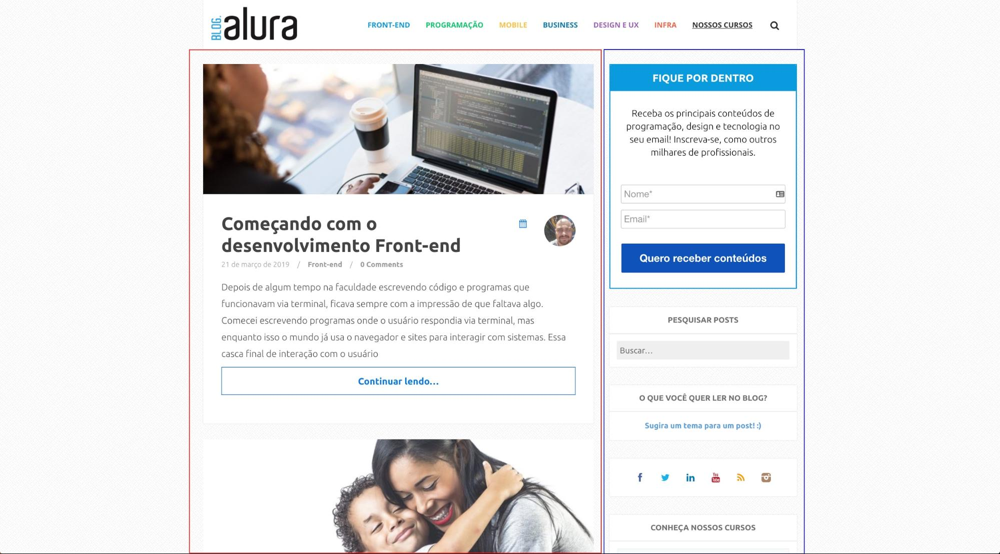 BLOG. alura
FRONT-END PROGRAMAÇÃO MOBILE BUSINESS DESIGN E UX INFRA NOSSOS CURSOS
Começando com o
desenvolvimento Front-end
21 de março de 2019 / Front-end / 0 Comments
Depois de algum tempo na faculdade escrevendo código e programas que
funcionavam via terminal, ficava sempre com a impressão de que faltava algo.
Comecei escrevendo programas onde o usuário respondia via terminal, mas
enquanto isso o mundo já usa o navegador e sites para interagir com sistemas. Essa
casca final de interação com o usuário
Continuar lendo...
FIQUE POR DENTRO
Receba os principais conteúdos de
programação, design e tecnologia no
seu email! Inscreva-se, como outros
milhares de profissionais.
Nome*
Email*
Quero receber conteúdos
PESQUISAR POSTS
Buscar...
O QUE VOCÊ QUER LER NO BLOG?
Sugira um tema para um post! :)
f in You Tube
CONHEÇA NOSSOS CURSOS